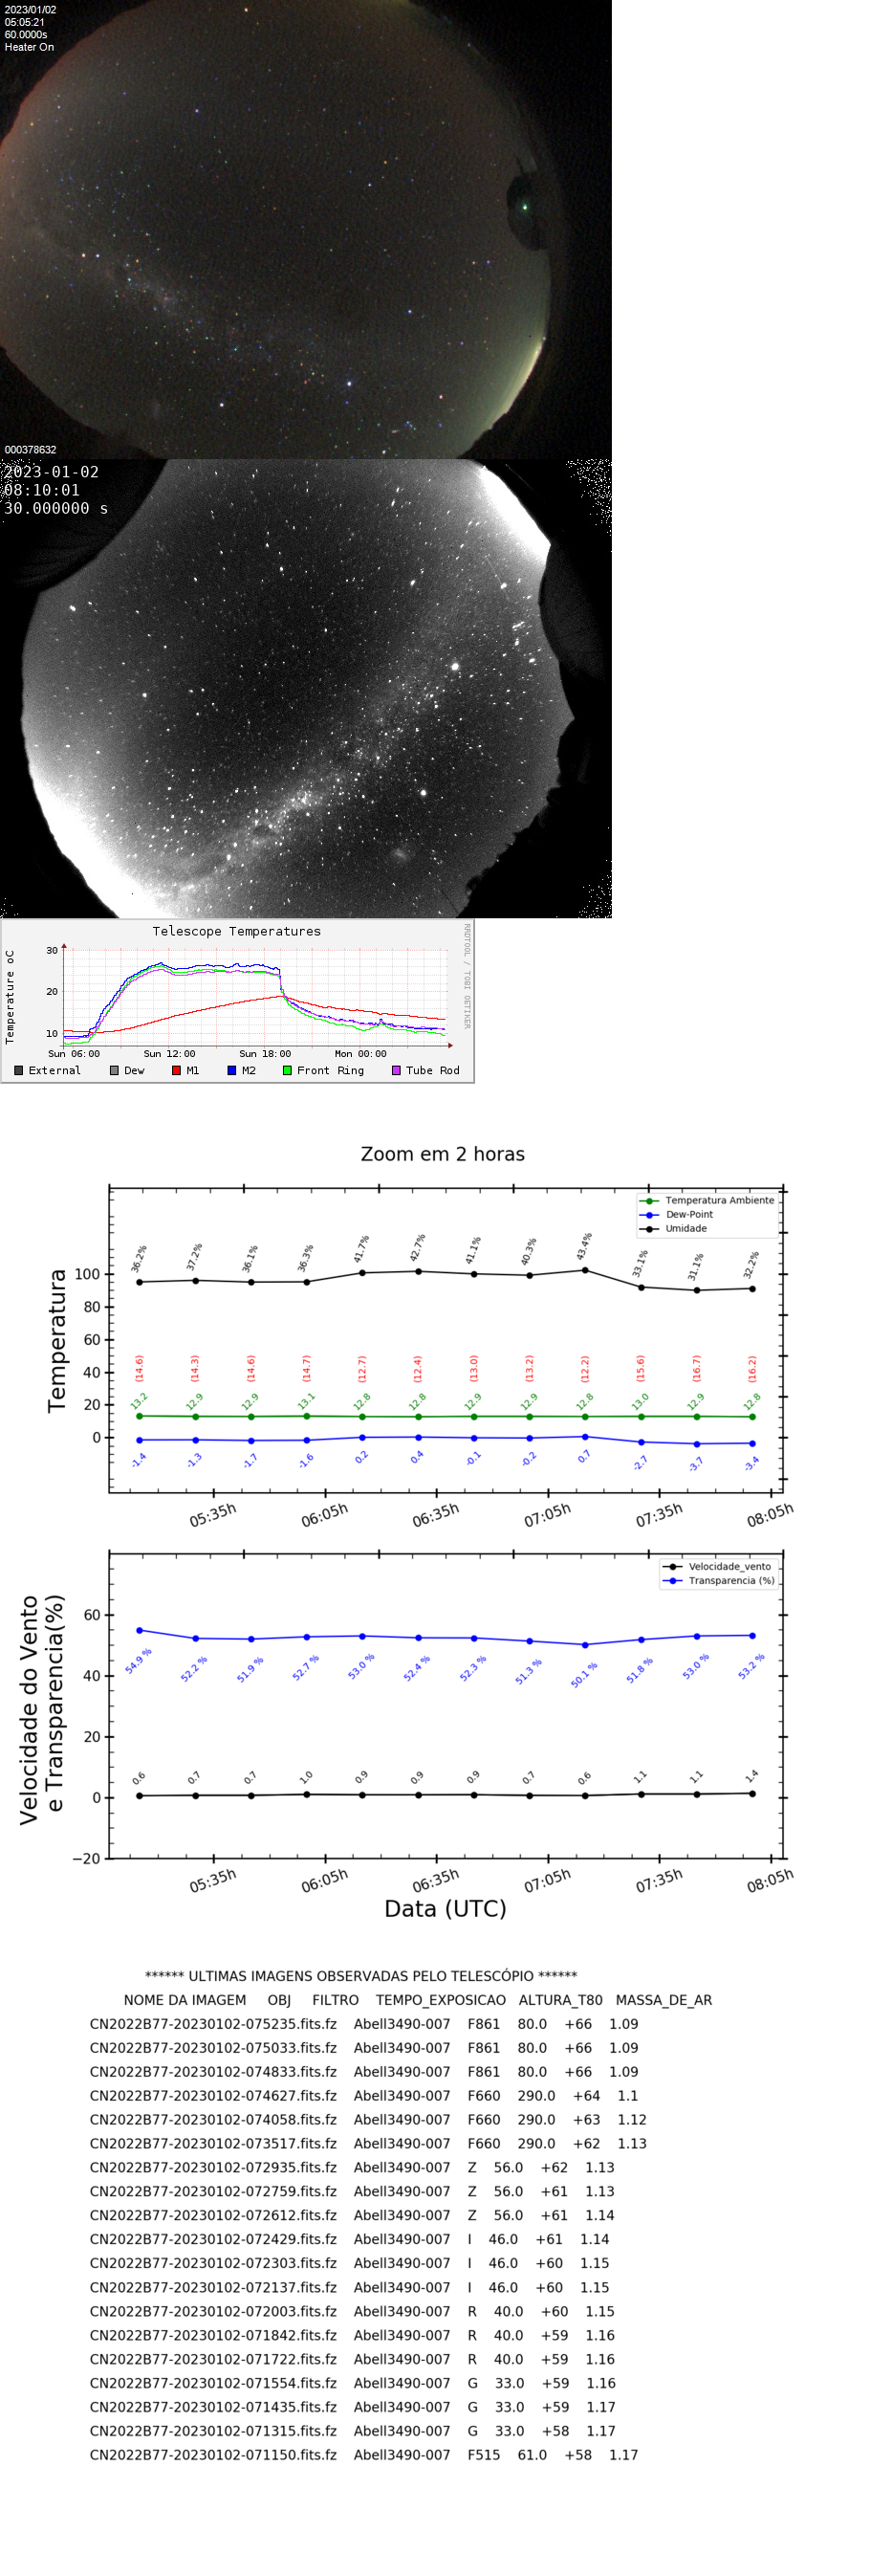 2023/01/02
05:05:21
60.0000s
Heater On
000378632
2023-01-02
08:10:01
30.000000 s
Telescope Temperatures
RRDTOOL / TOBI OETIKER
Temperature oC
30
20
10
Sun 06:00 Sun 12:00 Sun 18:00 Mon 00:00
External Dew M1 M2 Front Ring Tube Rod
Zoom em 2 horas
Temperatura Ambiente
Dew-Point
Umidade
Temperatura
100
80
60
40
20
0
36.2% 37.2% 36.1% 36.3% 41.7% 42.7% 41.1% 40.3% 43.4% 33.1% 31.1% 32.2%
(14.6) (14.3) (14.6) (14.7) (12.7) (12.4) (13.0) (13.2) (12.2) (15.6) (16.7) (16.2)
13.2 12.9 12.9 13.1 12.8 12.8 12.9 12.9 12.8 13.0 12.9 12.8
-1.4 -1.3 -1.7 -1.6 0.2 0.4 -0.1 -0.2 0.7 -2.7 -3.7 -3.4
05:35h 06:05h 06:35h 07:05h 07:35h 08:05h
Velocidade_vento
Transparencia (%)
Velocidade do Vento
e Transparencia(%)
60
40
20
0
−20
54.9 % 52.2 % 51.9 % 52.7 % 53.0 % 52.4 % 52.3 % 51.3 % 50.1 % 51.8 % 53.0 % 53.2 %
0.6 0.7 0.7 1.0 0.9 0.9 0.9 0.7 0.6 1.1 1.1 1.4
05:35h 06:05h 06:35h 07:05h 07:35h 08:05h
Data (UTC)
****** ULTIMAS IMAGENS OBSERVADAS PELO TELESCÓPIO ******
NOME DA IMAGEM OBJ FILTRO TEMPO_EXPOSICAO ALTURA_T80 MASSA_DE_AR
CN2022B77-20230102-075235.fits.fz Abell3490-007 F861 80.0 +66 1.09
CN2022B77-20230102-075033.fits.fz Abell3490-007 F861 80.0 +66 1.09
CN2022B77-20230102-074833.fits.fz Abell3490-007 F861 80.0 +66 1.09
CN2022B77-20230102-074627.fits.fz Abell3490-007 F660 290.0 +64 1.1
CN2022B77-20230102-074058.fits.fz Abell3490-007 F660 290.0 +63 1.12
CN2022B77-20230102-073517.fits.fz Abell3490-007 F660 290.0 +62 1.13
CN2022B77-20230102-072935.fits.fz Abell3490-007 Z 56.0 +62 1.13
CN2022B77-20230102-072759.fits.fz Abell3490-007 Z 56.0 +61 1.13
CN2022B77-20230102-072612.fits.fz Abell3490-007 Z 56.0 +61 1.14
CN2022B77-20230102-072429.fits.fz Abell3490-007 I 46.0 +61 1.14
CN2022B77-20230102-072303.fits.fz Abell3490-007 I 46.0 +60 1.15
CN2022B77-20230102-072137.fits.fz Abell3490-007 I 46.0 +60 1.15
CN2022B77-20230102-072003.fits.fz Abell3490-007 R 40.0 +60 1.15
CN2022B77-20230102-071842.fits.fz Abell3490-007 R 40.0 +59 1.16
CN2022B77-20230102-071722.fits.fz Abell3490-007 R 40.0 +59 1.16
CN2022B77-20230102-071554.fits.fz Abell3490-007 G 33.0 +59 1.16
CN2022B77-20230102-071435.fits.fz Abell3490-007 G 33.0 +59 1.17
CN2022B77-20230102-071315.fits.fz Abell3490-007 G 33.0 +58 1.17
CN2022B77-20230102-071150.fits.fz Abell3490-007 F515 61.0 +58 1.17